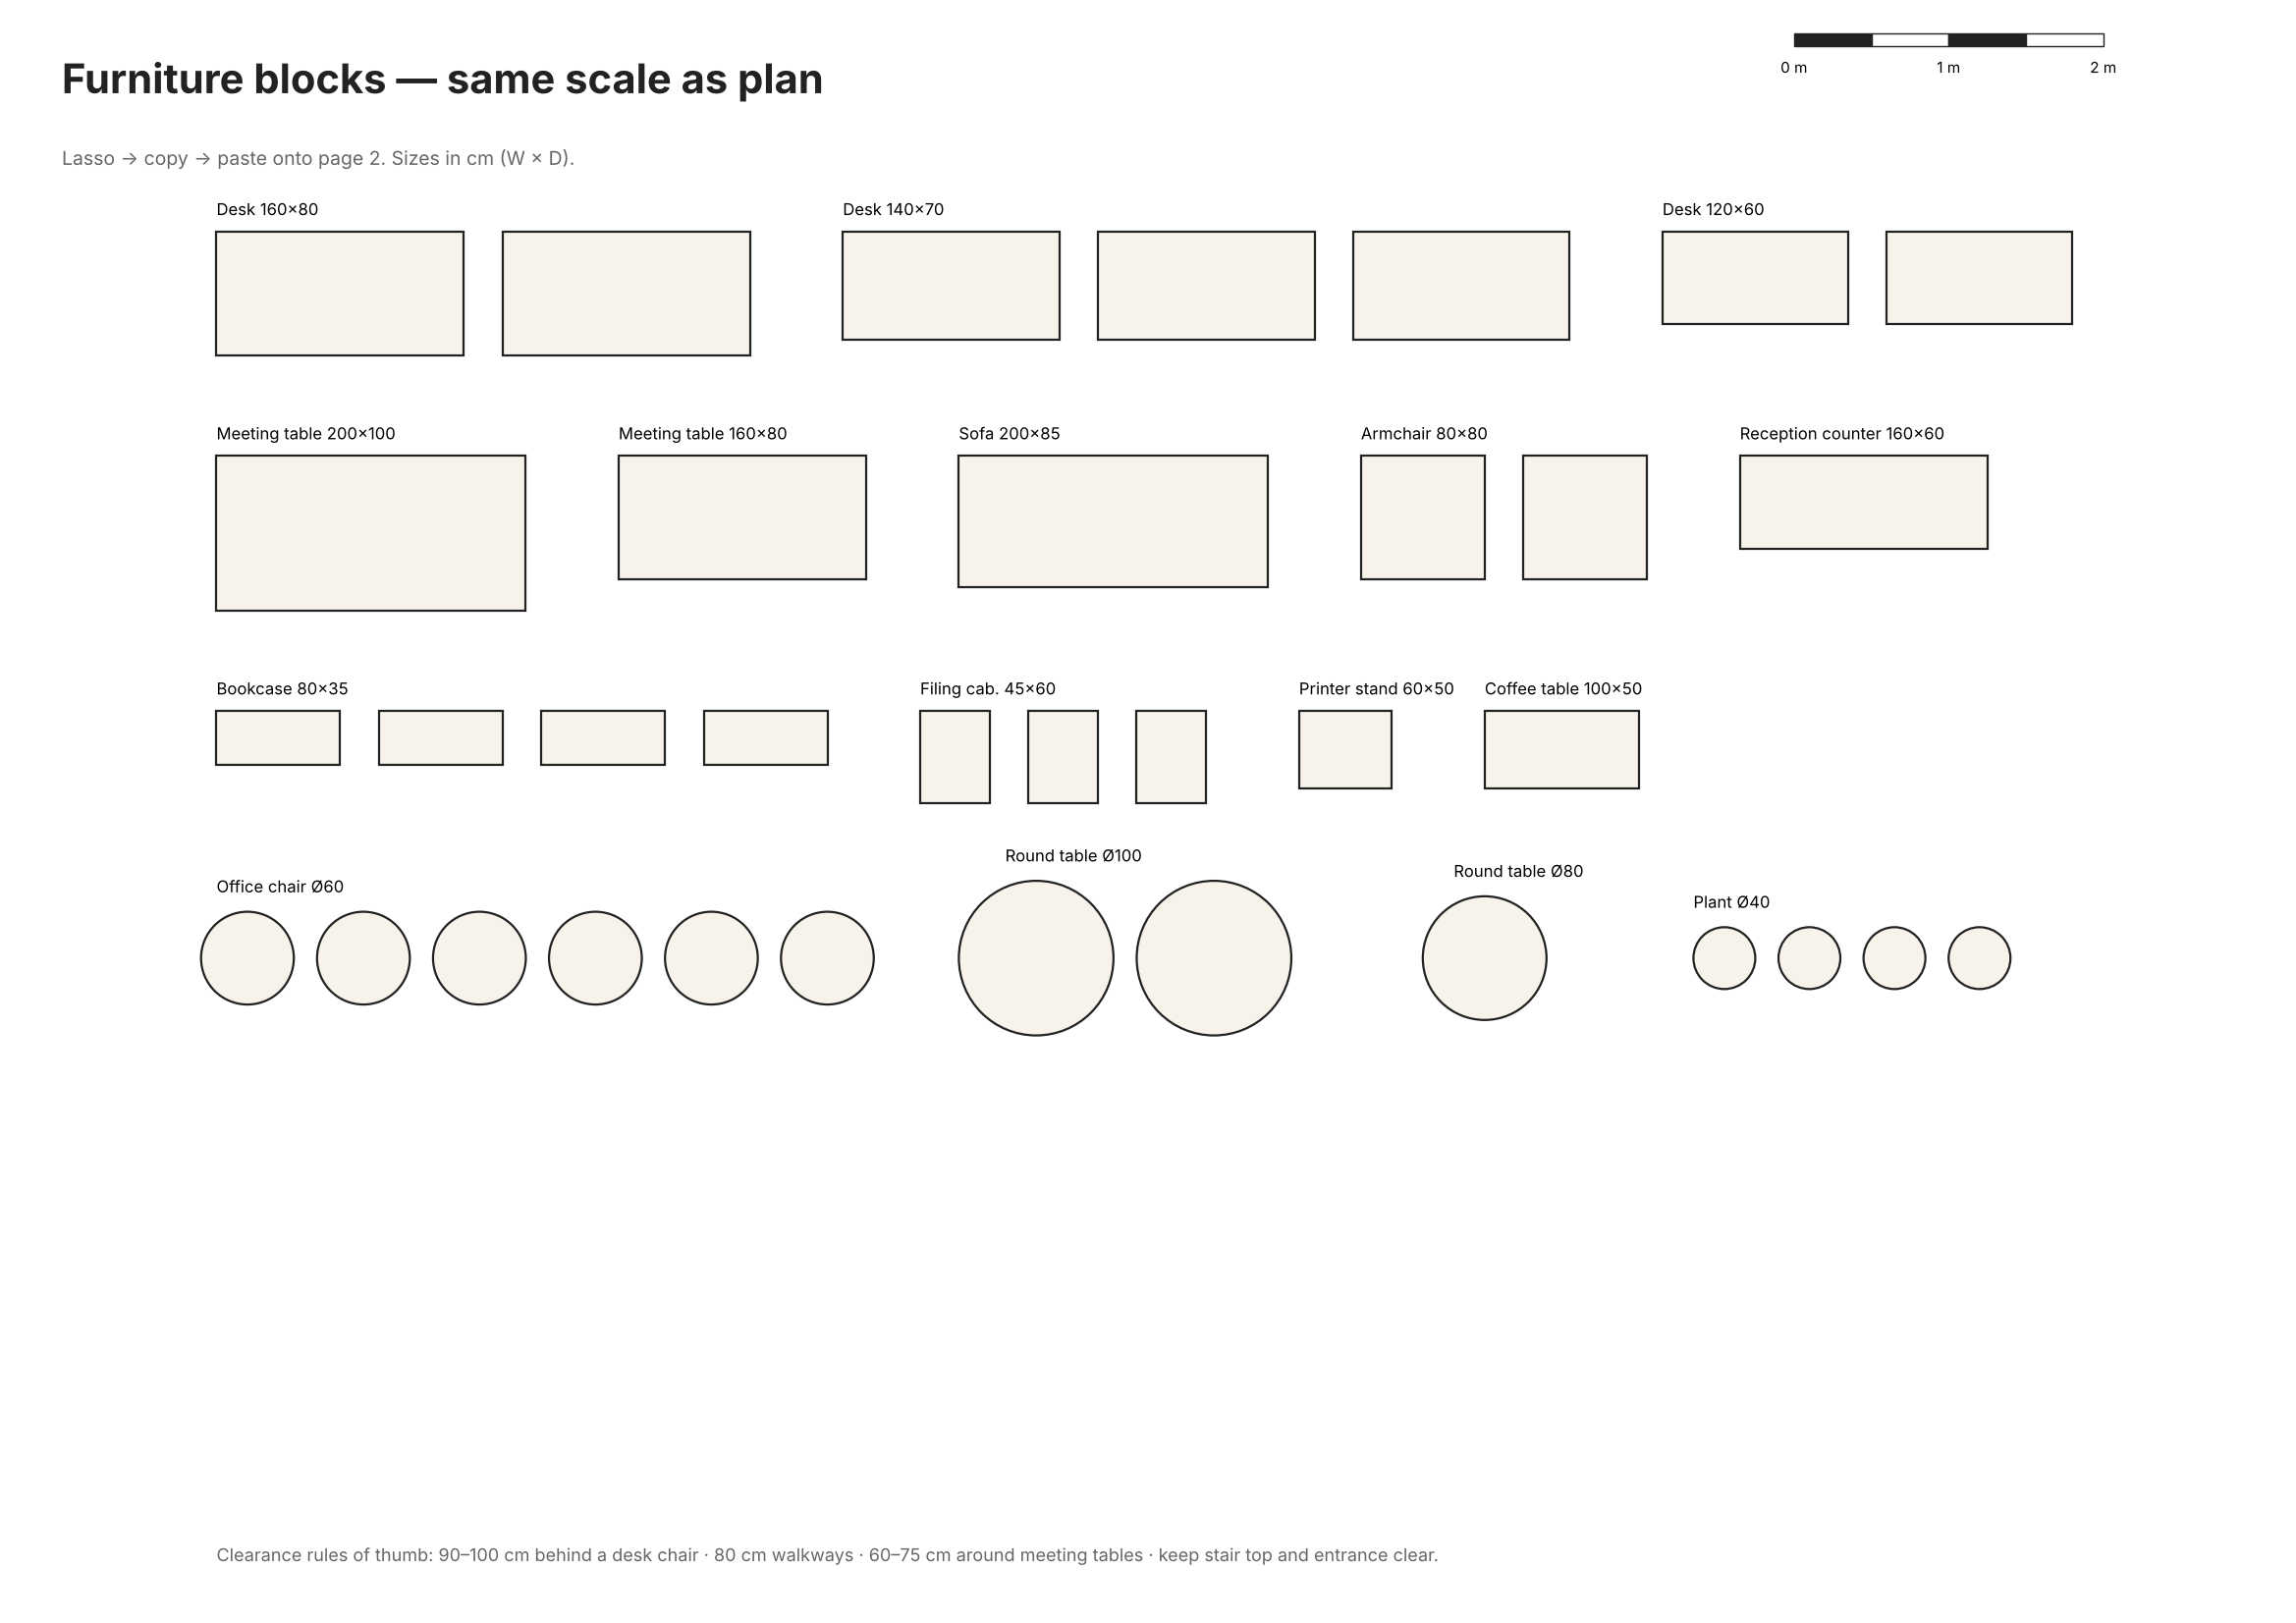 0 m 1 m 2 m
Furniture blocks — same scale as plan
Lasso → copy → paste onto page 2. Sizes in cm (W × D).
Desk 160×80 Desk 140×70 Desk 120×60
Meeting table 200×100 Meeting table 160×80 Sofa 200×85 Armchair 80×80 Reception counter 160×60
Bookcase 80×35 Filing cab. 45×60 Printer stand 60×50 Coffee table 100×50
Round table Ø100
Round table Ø80
Office chair Ø60
Plant Ø40
Clearance rules of thumb: 90–100 cm behind a desk chair · 80 cm walkways · 60–75 cm around meeting tables · keep stair top and entrance clear.